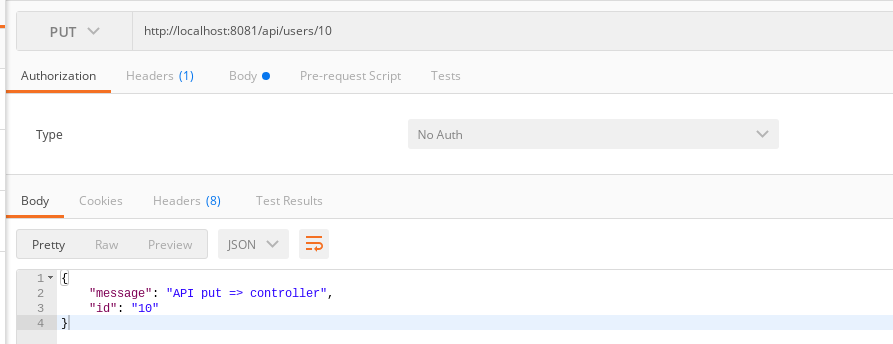 PUT http://localhost:8081/api/users/10
Authorization Headers (1) Body Pre-request Script Tests
Type No Auth
Body Cookies Headers (8) Test Results
Pretty Raw Preview JSON
1 {
2 "message": "API put => controller",
3 "id": "10"
4 }